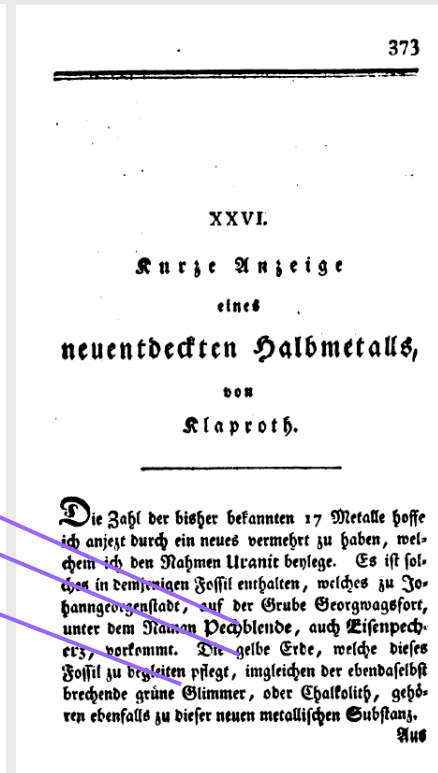 373
XXVI.
Kurze Anzeige
eines
neuentdeckten Halbmetalls,
von
Klaproth.
Die Zahl der bisher bekannten 17 Metalle hoffe
ich anjezt durch ein neues vermehrt zu haben, wel-
chem ich den Nahmen Uranit beylege. Es ist sol-
ches in demjenigen Fossil enthalten, welches zu Jo-
hanngeorgenstadt, auf der Grube Georgwagsfort,
unter dem Namen Pechblende, auch Eisenpech-
erz, vorkommt. Die gelbe Erde, welche dieses
Fossil zu begleiten pflegt, imgleichen der ebendaselbst
brechende grüne Glimmer, oder Chalkolith, gehö-
ren ebenfalls zu dieser neuen metallischen Substanz.
Aus